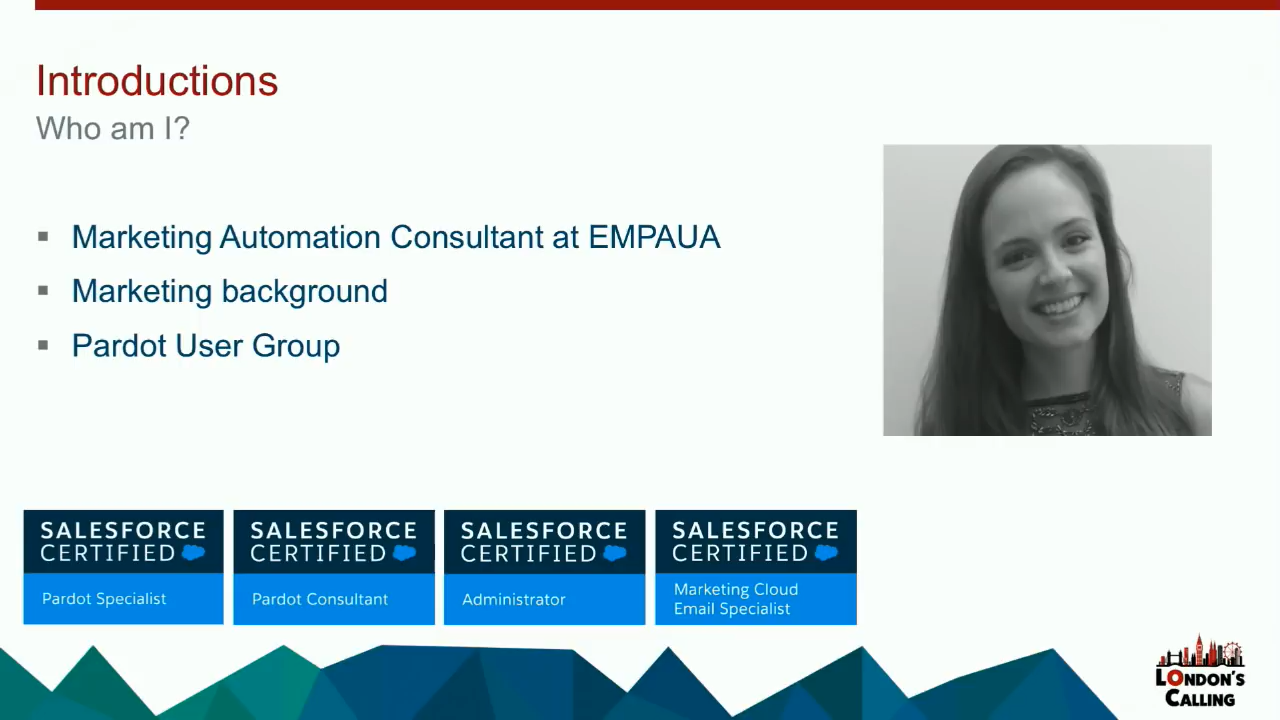 Introductions
Who am I?
▪ Marketing Automation Consultant at EMPAUA
▪ Marketing background
▪ Pardot User Group
SALESFORCE
CERTIFIED
Pardot Specialist
SALESFORCE
CERTIFIED
Pardot Consultant
SALESFORCE
CERTIFIED
Administrator
SALESFORCE
CERTIFIED
Marketing Cloud
Email Specialist
LONDON'S
CALLING